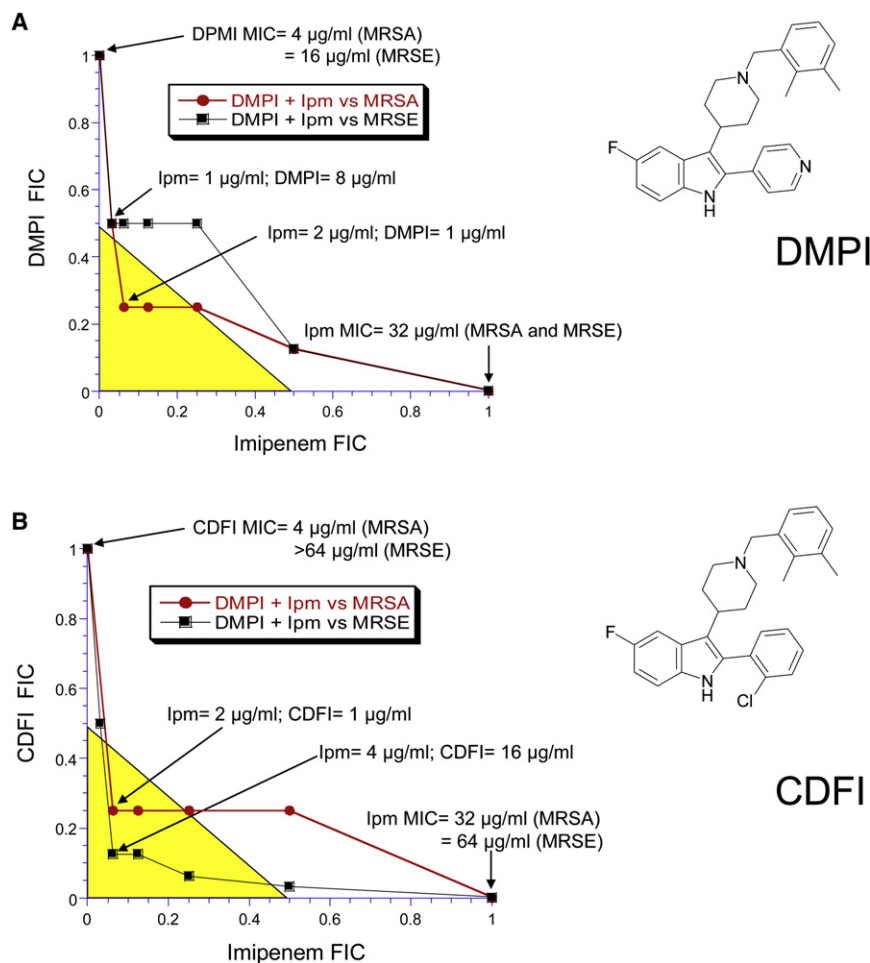 A
DPMI MIC= 4 µg/ml (MRSA)
= 16 µg/ml (MRSE)
DMPI + Ipm vs MRSA
DMPI + Ipm vs MRSE
Ipm= 1 µg/ml; DMPI= 8 µg/ml
Ipm= 2 µg/ml; DMPI= 1 µg/ml
Ipm MIC= 32 µg/ml (MRSA and MRSE)
DMPI FIC
1
0.8
0.6
0.4
0.2
0
0
0.2
0.4
0.6
0.8
1
Imipenem FIC
N
F
N
H
N
DMPI
B
CDFI MIC= 4 µg/ml (MRSA)
>64 µg/ml (MRSE)
DMPI + Ipm vs MRSA
DMPI + Ipm vs MRSE
Ipm= 2 µg/ml; CDFI= 1 µg/ml
Ipm= 4 µg/ml; CDFI= 16 µg/ml
Ipm MIC= 32 µg/ml (MRSA)
= 64 µg/ml (MRSE)
CDFI FIC
1
0.8
0.6
0.4
0.2
0
0
0.2
0.4
0.6
0.8
1
Imipenem FIC
N
F
N
H
Cl
CDFI